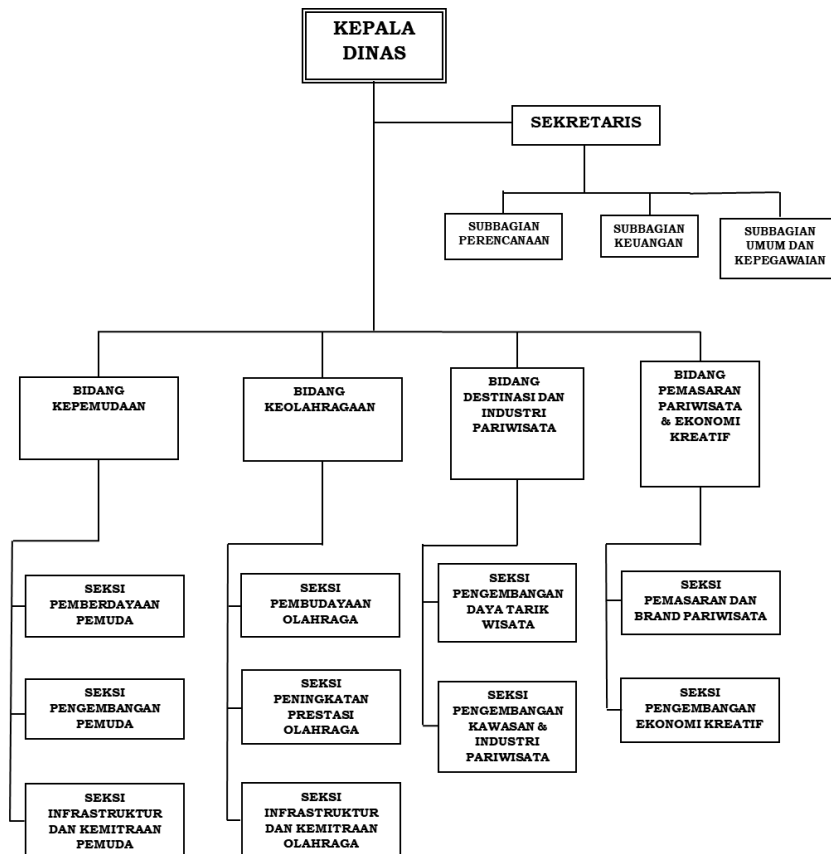 KEPALA
DINAS
SEKRETARIS
SUBBAGIAN
PERENCANAAN
SUBBAGIAN
KEUANGAN
SUBBAGIAN
UMUM DAN
KEPEGAWAIAN
BIDANG
KEPEMUDAAN
BIDANG
KEOLAHRAGAAN
BIDANG
DESTINASI DAN
INDUSTRI
PARIWISATA
BIDANG
PEMASARAN
PARIWISATA
& EKONOMI
KREATIF
SEKSI
PEMBERDAYAAN
PEMUDA
SEKSI
PEMBUDAYAAN
OLAHRAGA
SEKSI
PENGEMBANGAN
DAYA TARIK
WISATA
SEKSI
PEMASARAN DAN
BRAND PARIWISATA
SEKSI
PENGEMBANGAN
PEMUDA
SEKSI
PENINGKATAN
PRESTASI
OLAHRAGA
SEKSI
PENGEMBANGAN
KAWASAN &
INDUSTRI
PARIWISATA
SEKSI
PENGEMBANGAN
EKONOMI KREATIF
SEKSI
INFRASTRUKTUR
DAN KEMITRAAN
PEMUDA
SEKSI
INFRASTRUKTUR
DAN KEMITRAAN
OLAHRAGA